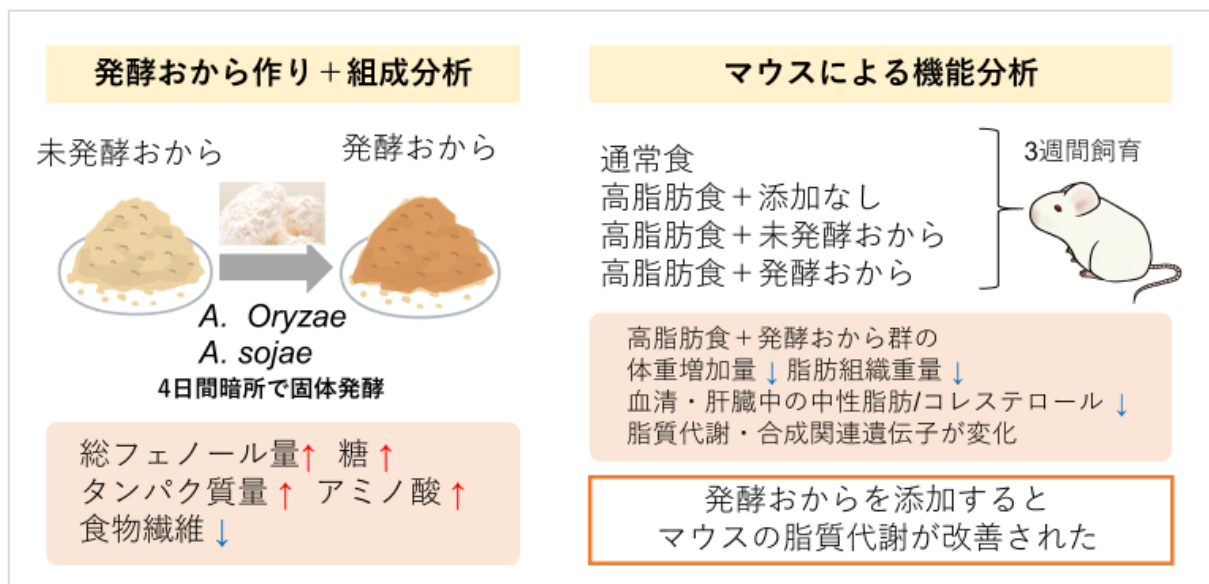 発酵おから作り＋組成分析
未発酵おから
発酵おから
A. Oryzae
A. sojae
4日間暗所で固体発酵
総フェノール量↑ 糖↑
タンパク質量↑ アミノ酸↑
食物繊維↓
マウスによる機能分析
通常食
高脂肪食＋添加なし
高脂肪食＋未発酵おから
高脂肪食＋発酵おから
3週間飼育
高脂肪食＋発酵おから群の
体重増加量↓脂肪組織重量↓
血清・肝臓中の中性脂肪/コレステロール↓
脂質代謝・合成関連遺伝子が変化
発酵おからを添加すると
マウスの脂質代謝が改善された